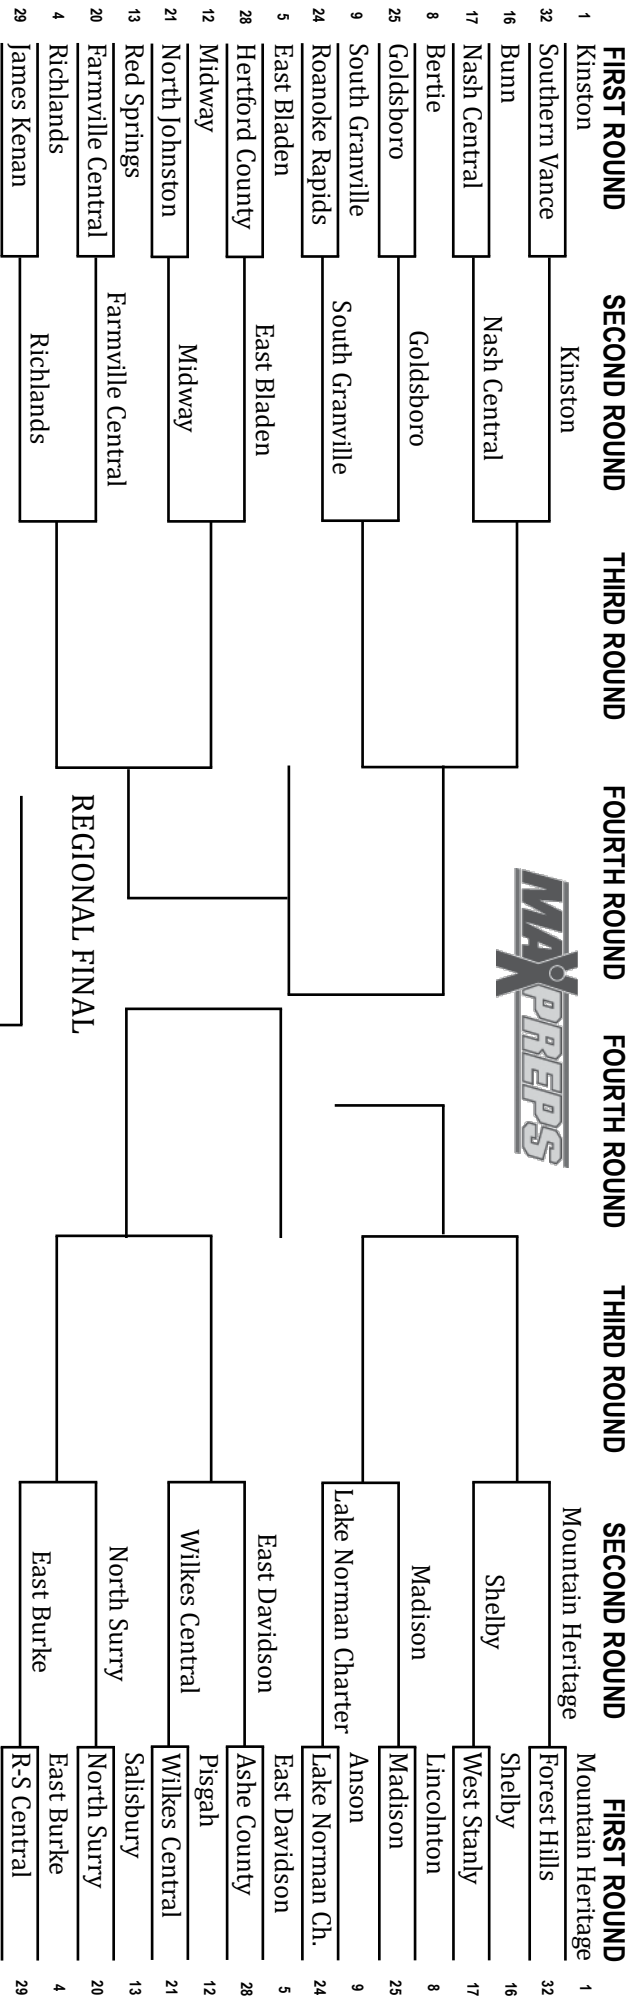 FIRST ROUND SECOND ROUND THIRD ROUND FOURTH ROUND FOURTH ROUND THIRD ROUND SECOND ROUND FIRST ROUND
MAXPREPS
1 Kinston
32 Southern Vance
Kinston
16 Bunn
17 Nash Central
Nash Central
8 Bertie
25 Goldsboro
Goldsboro
9 South Granville
24 Roanoke Rapids
South Granville
5 East Bladen
28 Hertford County
East Bladen
12 Midway
21 North Johnston
Midway
13 Red Springs
20 Farmville Central
Farmville Central
4 Richlands
29 James Kenan
Richlands
REGIONAL FINAL
Mountain Heritage
Mountain Heritage 1
Forest Hills 32
Shelby
Shelby 16
West Stanly 17
Madison
Lincolnton 8
Madison 25
Lake Norman Charter
Anson 9
Lake Norman Ch. 24
East Davidson
East Davidson 5
Ashe County 28
Wilkes Central
Pisgah 12
Wilkes Central 21
North Surry
Salisbury 13
North Surry 20
East Burke
East Burke 4
R-S Central 29